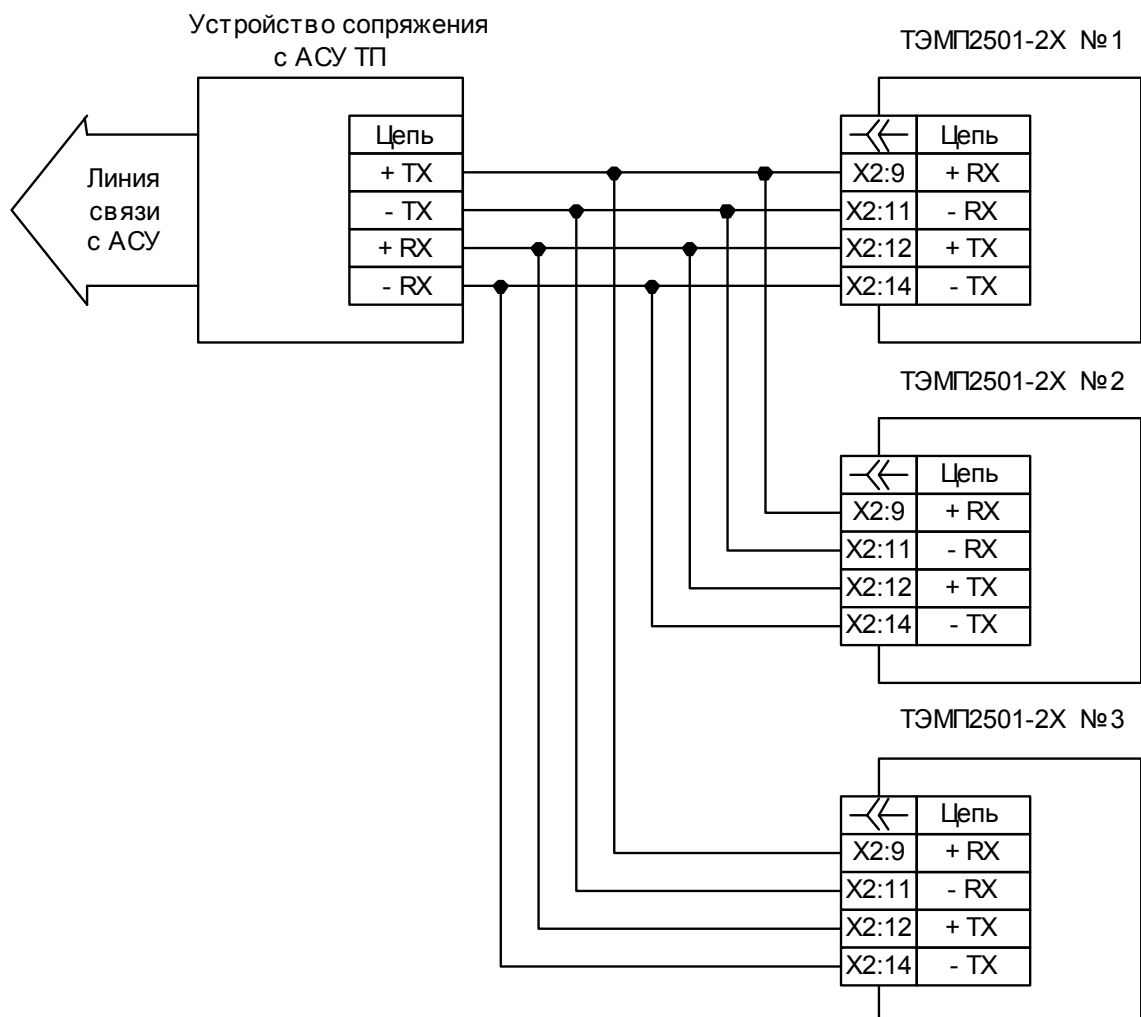 Устройство сопряжения
с АСУ ТП
Линия
связи
с АСУ
Цепь
+ TX
- TX
+ RX
- RX
ТЭМП2501-2X №1
Цепь
X2:9 + RX
X2:11 - RX
X2:12 + TX
X2:14 - TX
ТЭМП2501-2X №2
Цепь
X2:9 + RX
X2:11 - RX
X2:12 + TX
X2:14 - TX
ТЭМП2501-2X №3
Цепь
X2:9 + RX
X2:11 - RX
X2:12 + TX
X2:14 - TX